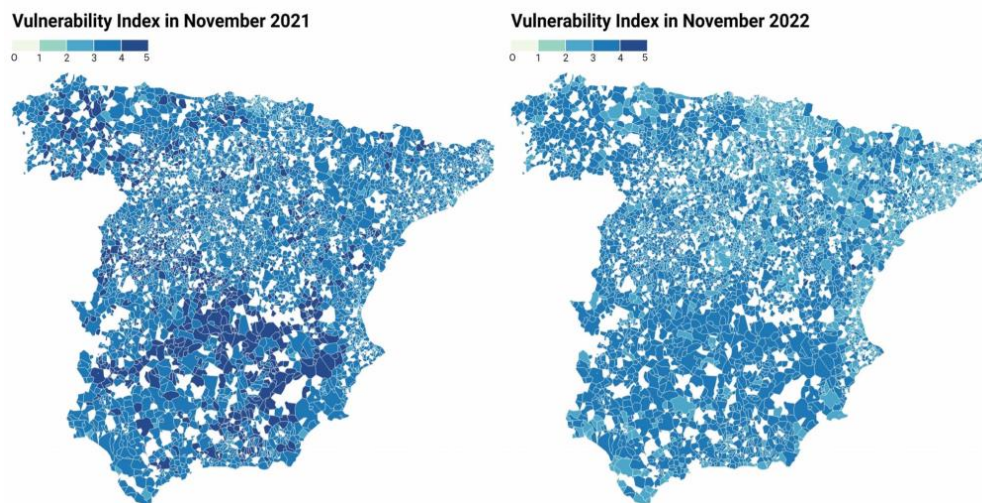 Vulnerability Index in November 2021
0 1 2 3 4 5
Vulnerability Index in November 2022
0 1 2 3 4 5